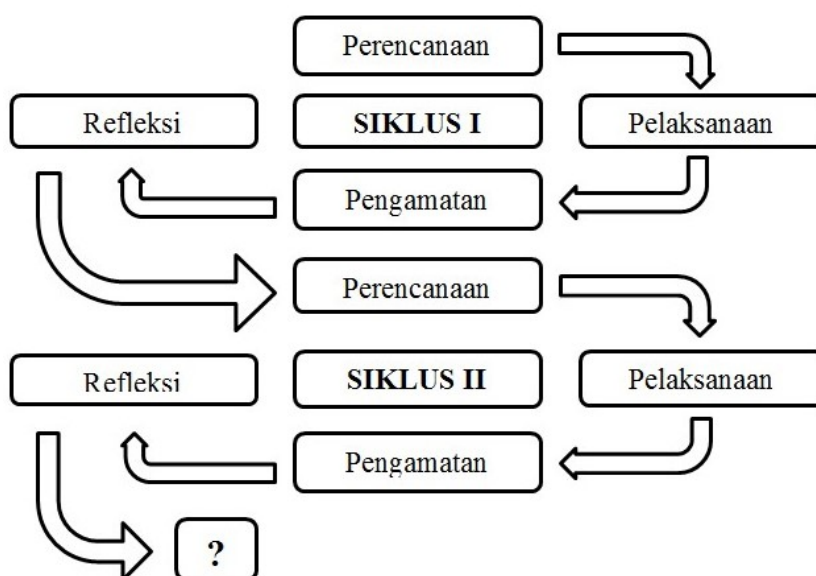 Perencanaan
Refleksi
SIKLUS I
Pelaksanaan
Pengamatan
Perencanaan
Refleksi
SIKLUS II
Pelaksanaan
Pengamatan
?